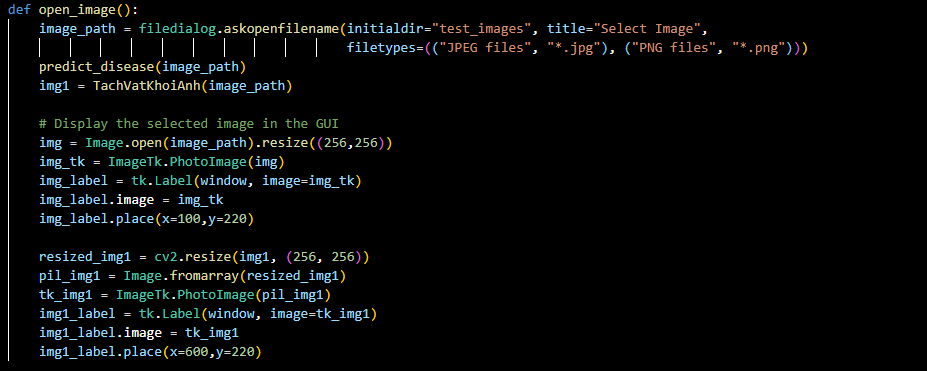 def open_image():
    image_path = filedialog.askopenfilename(initialdir="test_images", title="Select Image",
                                            filetypes=(("JPEG files", "*.jpg"), ("PNG files", "*.png")))
    predict_disease(image_path)
    img1 = TachVatKhoiAnh(image_path)

    # Display the selected image in the GUI
    img = Image.open(image_path).resize((256,256))
    img_tk = ImageTk.PhotoImage(img)
    img_label = tk.Label(window, image=img_tk)
    img_label.image = img_tk
    img_label.place(x=100,y=220)

    resized_img1 = cv2.resize(img1, (256, 256))
    pil_img1 = Image.fromarray(resized_img1)
    tk_img1 = ImageTk.PhotoImage(pil_img1)
    img1_label = tk.Label(window, image=tk_img1)
    img1_label.image = tk_img1
    img1_label.place(x=600,y=220)